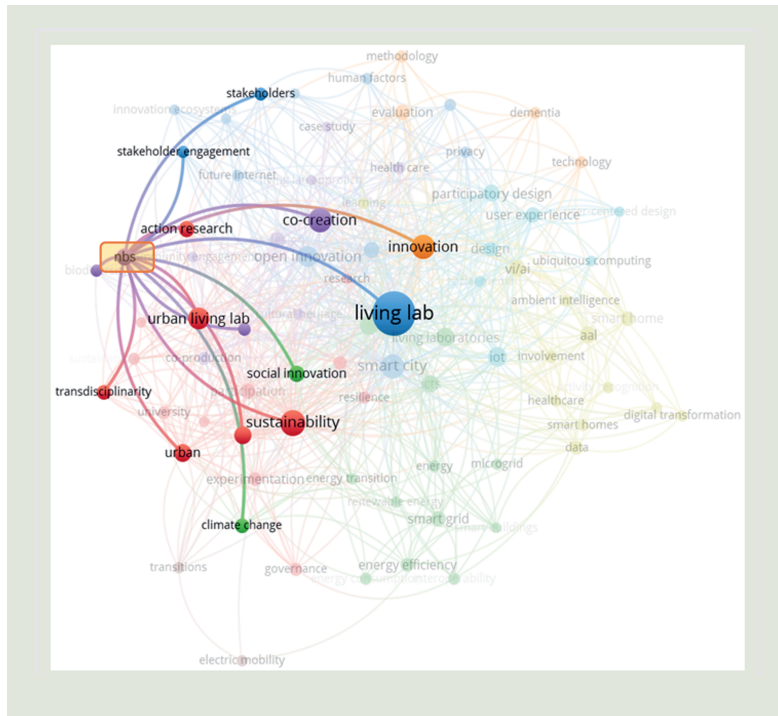 methodology
human factors
stakeholders
innovation ecosystems
evaluation
dementia
case study
stakeholder engagement
privacy
technology
health care
future internet
participatory design
learning
user experience
co-creation
action research
innovation
design
nbs
open innovation
ubiquitous computing
vi/ai
research
ambient intelligence
living lab
urban living lab
smart home
living laboratories
aal
co-production
iot
involvement
smart city
social innovation
transdisciplinarity
participation
resilience
healthcare
university
digital transformation
sustainability
smart homes
urban
data
energy
microgrid
experimentation
energy transition
renewable energy
smart grid
climate change
transitions
governance
energy efficiency
electric mobility